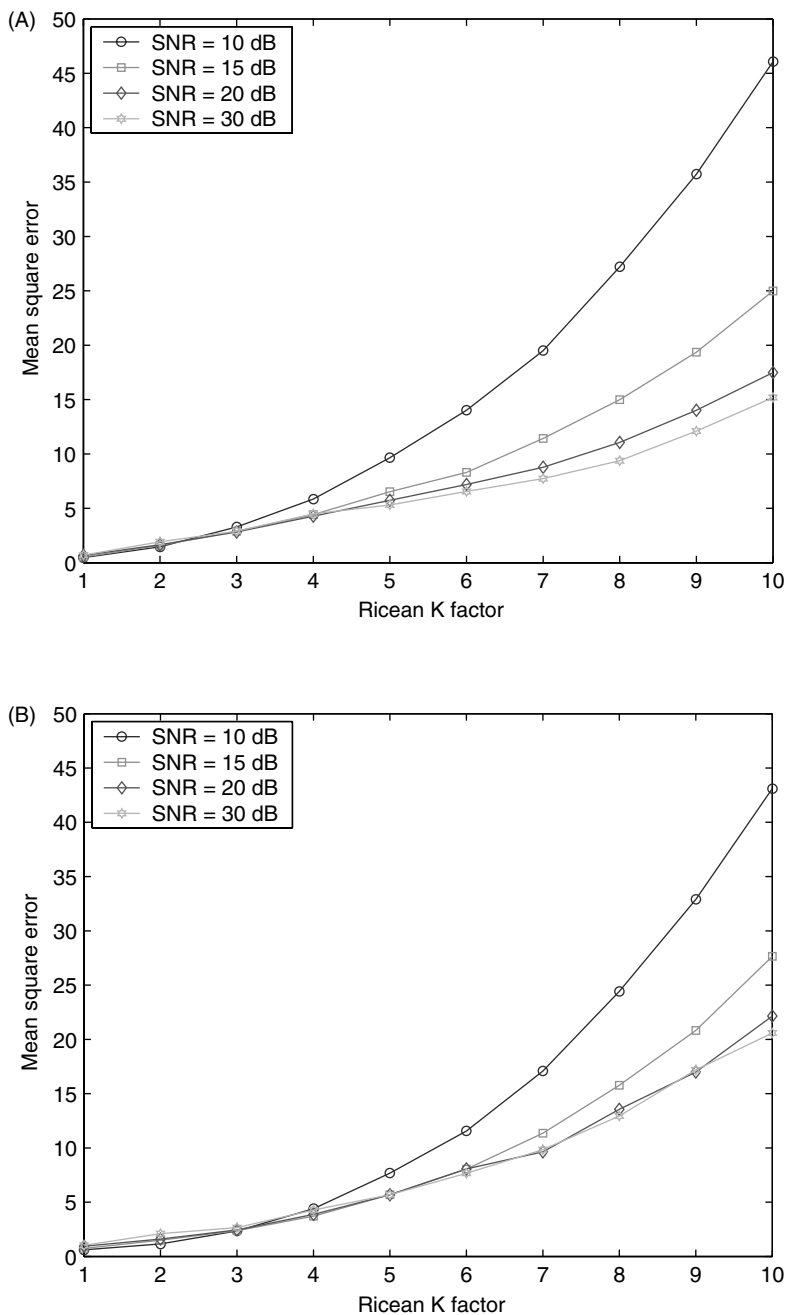 (A)
50
45
40
35
30
25
20
15
10
5
0
Mean square error
SNR = 10 dB
SNR = 15 dB
SNR = 20 dB
SNR = 30 dB
1 2 3 4 5 6 7 8 9 10
Ricean K factor
(B)
50
45
40
35
30
25
20
15
10
5
0
Mean square error
SNR = 10 dB
SNR = 15 dB
SNR = 20 dB
SNR = 30 dB
1 2 3 4 5 6 7 8 9 10
Ricean K factor